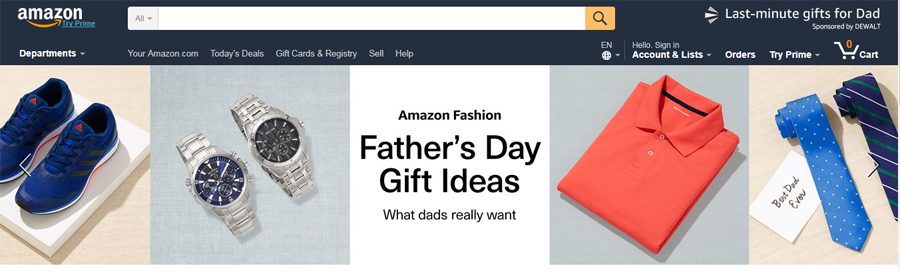 amazon
Try Prime
All
Last-minute gifts for Dad
Sponsored by DEWALT
Departments
Your Amazon.com Today's Deals Gift Cards & Registry Sell Help
EN
Hello. Sign in
Account & Lists
Orders
Try Prime
0
Cart
Amazon Fashion
Father's Day
Gift Ideas
What dads really want
Best Dad
Ever